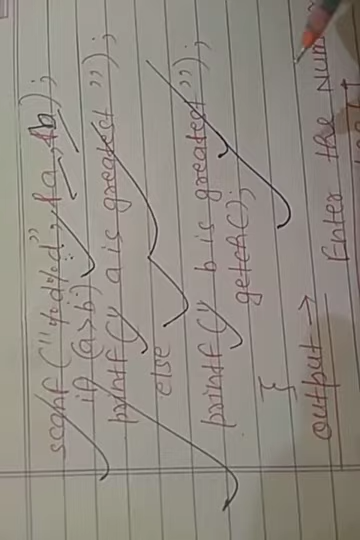 scanf ("%d%d", &a, &b);
if (a>b)
printf (" a is greatest ");
else
printf (" b is greatest ");
getch();
}
output → Enter the Num